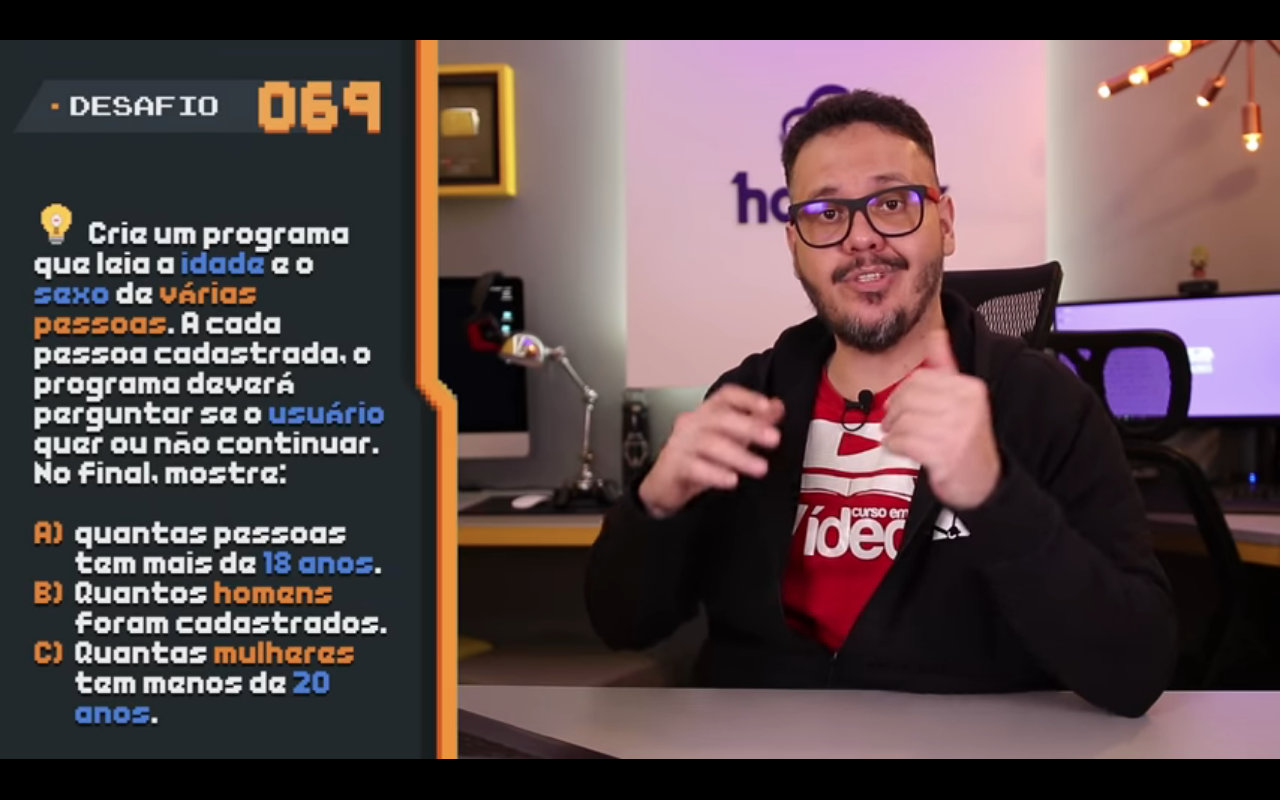 DESAFIO 069
Crie um programa
que leia a idade e o
sexo de várias
pessoas. A cada
pessoa cadastrada, o
programa deverá
perguntar se o usuário
quer ou não continuar.
No final, mostre:
A) quantas pessoas
tem mais de 18 anos.
B) Quantos homens
foram cadastrados.
C) Quantas mulheres
tem menos de 20
anos.
curso em
Vídeo